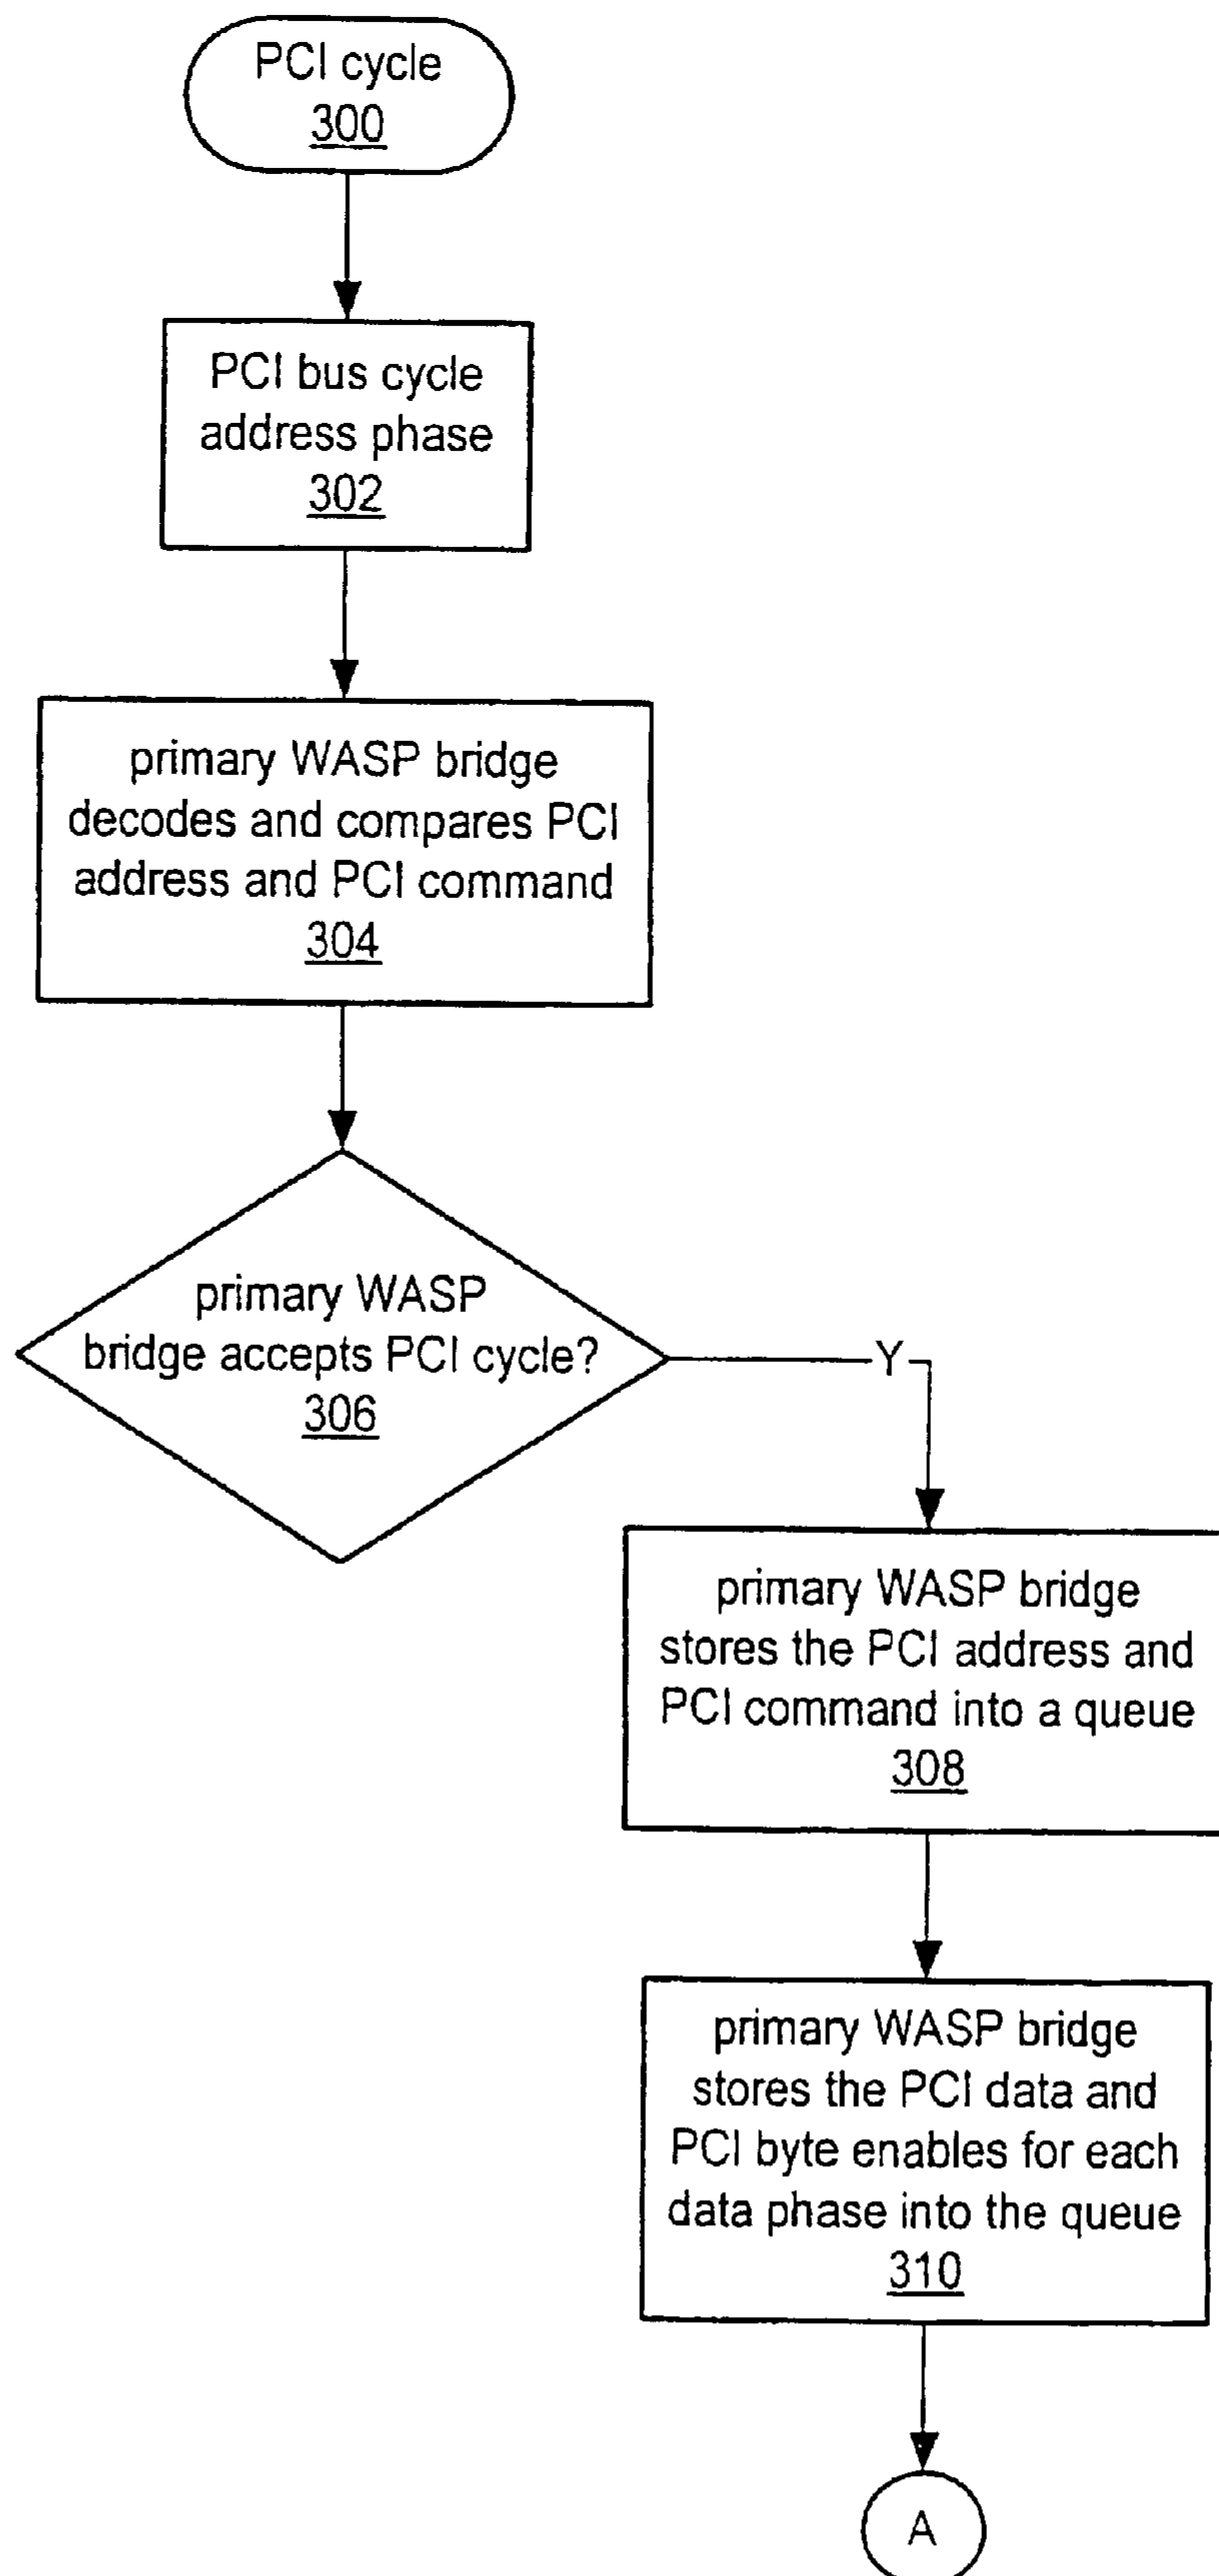 PCI cycle
300
PCI bus cycle
address phase
302
primary WASP bridge
decodes and compares PCI
address and PCI command
304
primary WASP
bridge accepts PCI cycle?
306
Y
primary WASP bridge
stores the PCI address and
PCI command into a queue
308
primary WASP bridge
stores the PCI data and
PCI byte enables for each
data phase into the queue
310
A